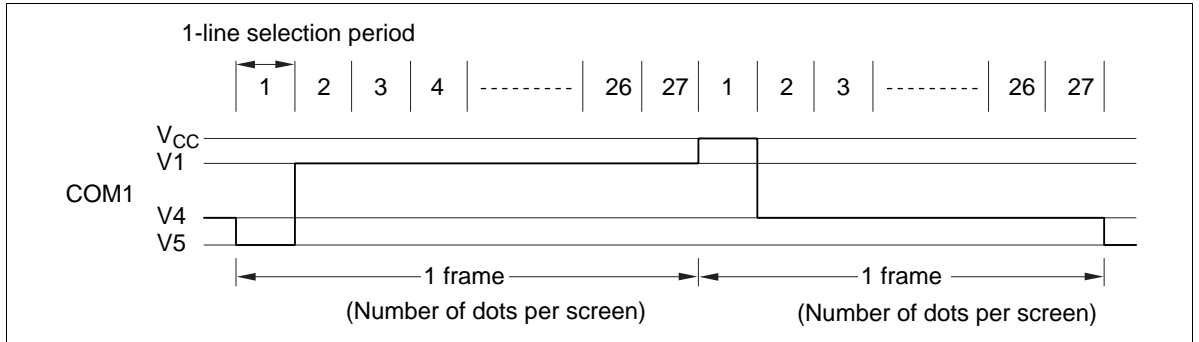 1-line selection period
1 2 3 4 ---------- 26 27 1 2 3 ---------- 26 27
VCC
V1
COM1
V4
V5
1 frame 1 frame
(Number of dots per screen) (Number of dots per screen)